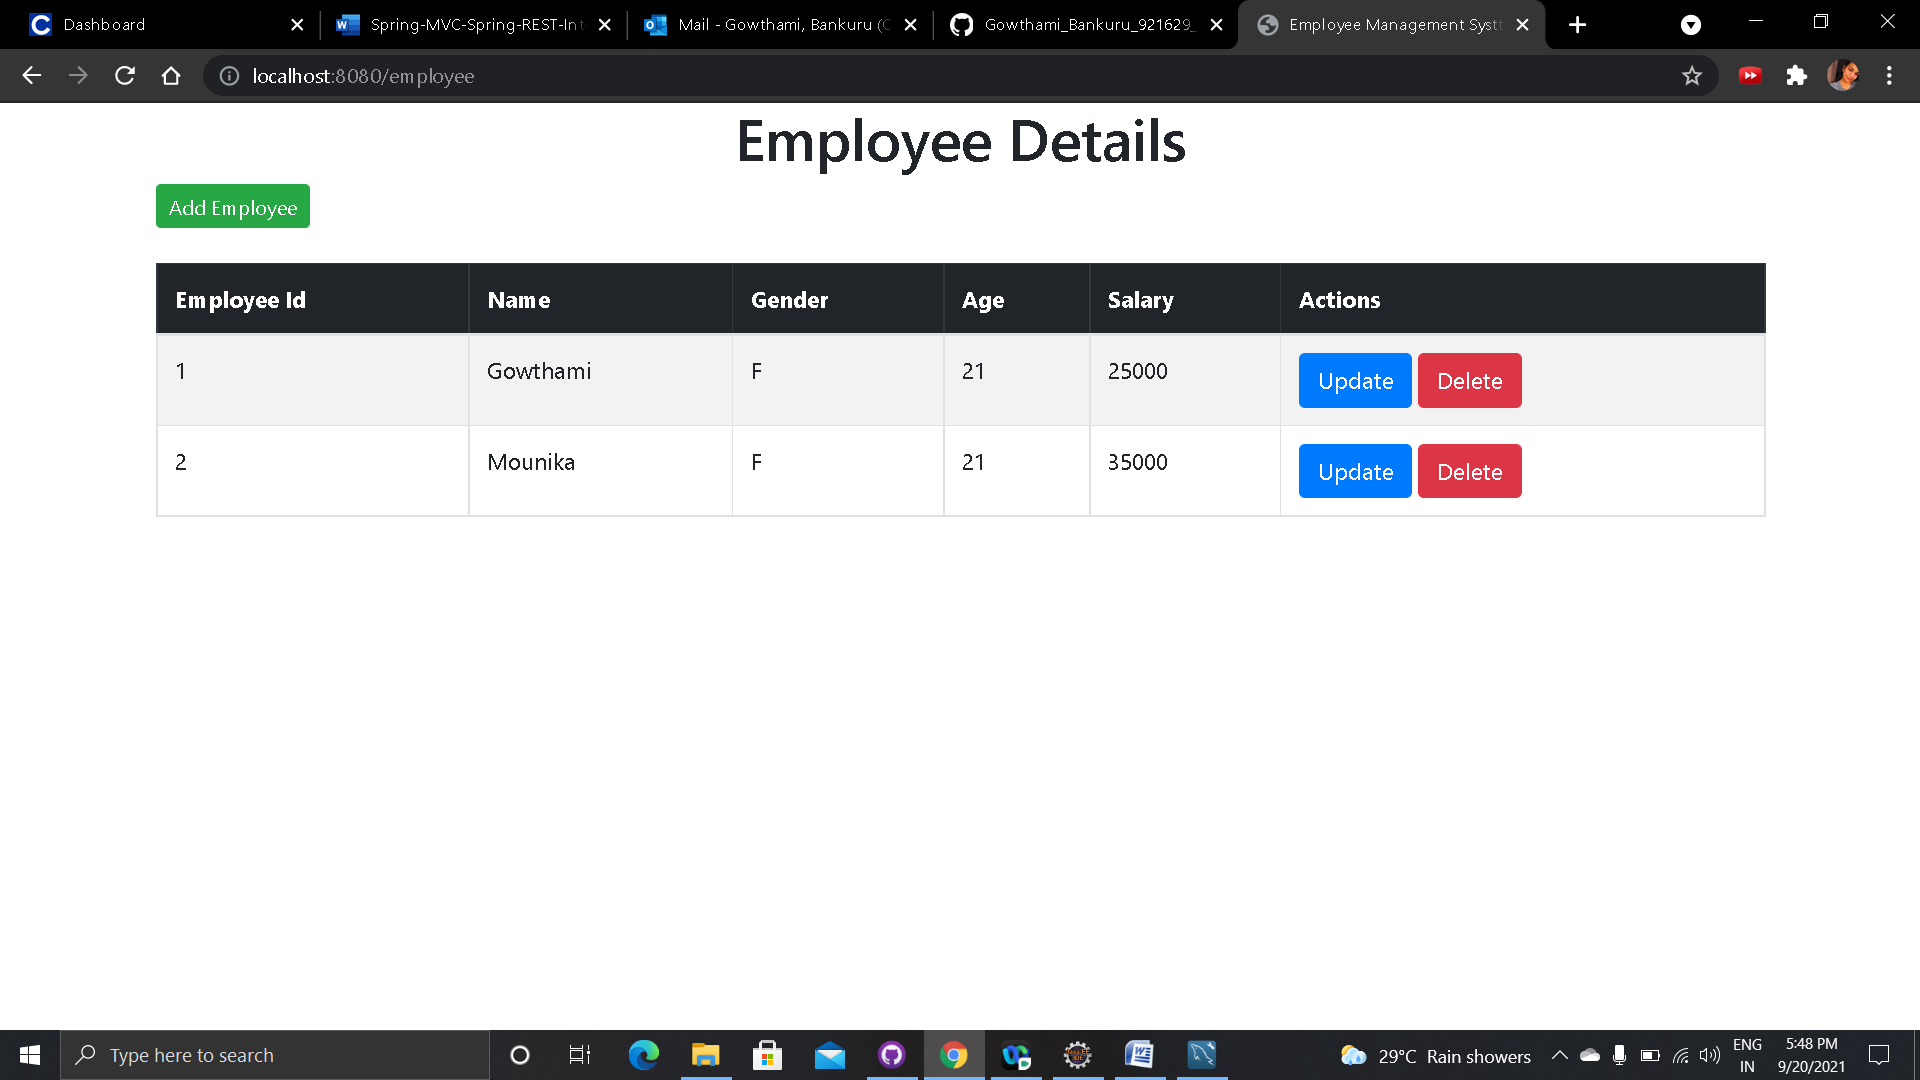 Dashboard
Spring-MVC-Spring-REST-Int
Mail - Gowthami, Bankuru (C
Gowthami_Bankuru_921629_
Employee Management Syst
localhost:8080/employee
Employee Details
Add Employee
Employee Id Name Gender Age Salary Actions
1 Gowthami F 21 25000 Update Delete
2 Mounika F 21 35000 Update Delete
Type here to search
29°C Rain showers
ENG
IN
5:48 PM
9/20/2021